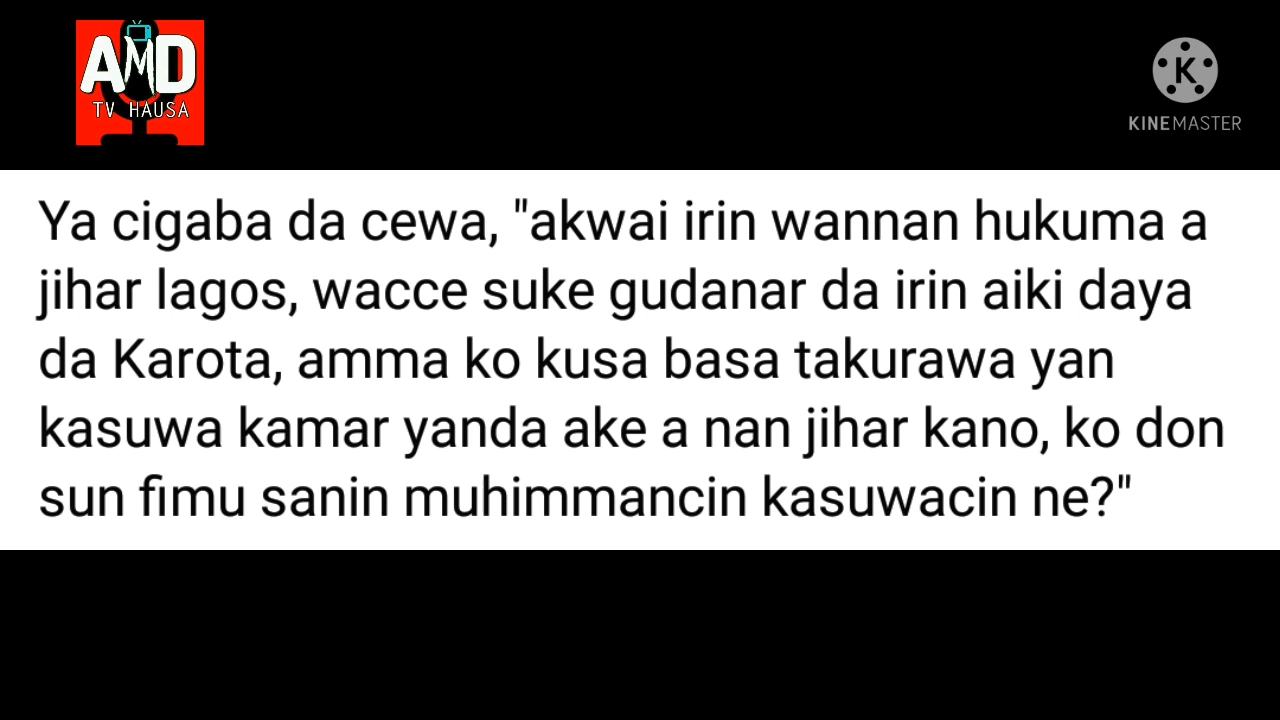 AMD
TV HAUSA
KINEMASTER
Ya cigaba da cewa, "akwai irin wannan hukuma a
jihar lagos, wacce suke gudanar da irin aiki daya
da Karota, amma ko kusa basa takurawa yan
kasuwa kamar yanda ake a nan jihar kano, ko don
sun fimu sanin muhimmancin kasuwacin ne?"